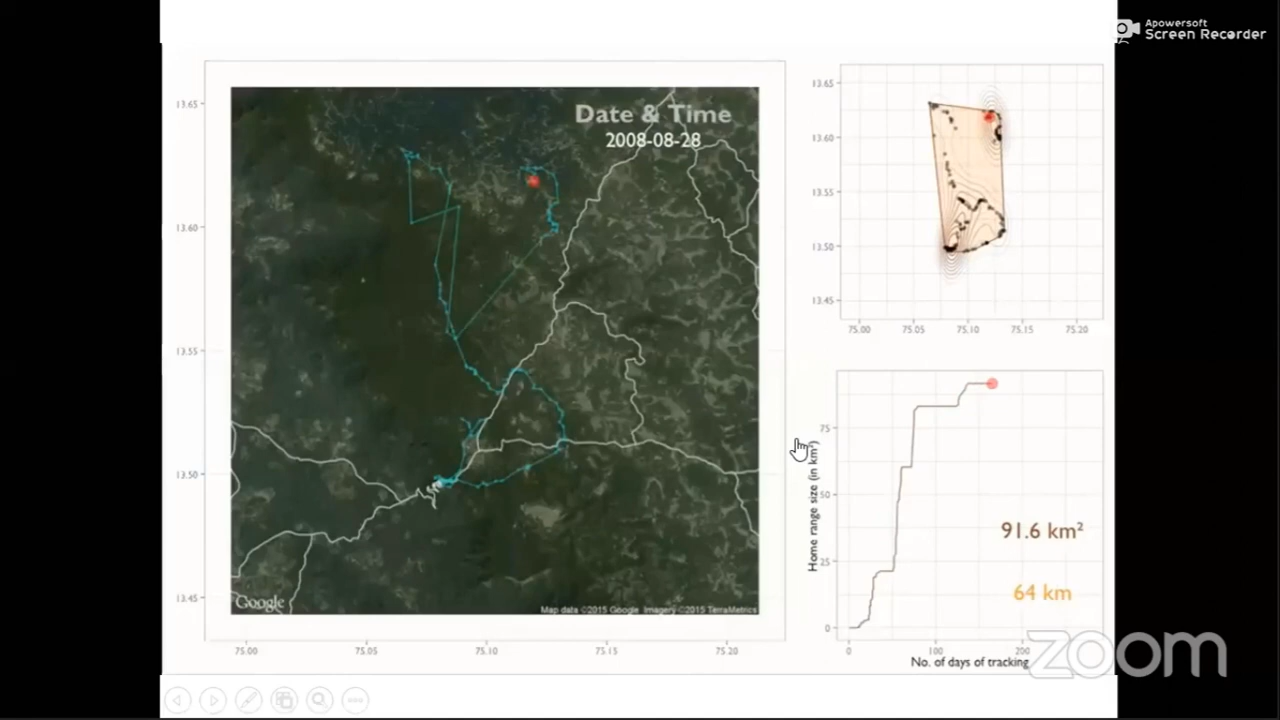 Apowersoft
Screen Recorder
Date & Time
2008-08-28
13.65
13.60
13.55
13.50
13.45
75.00
75.05
75.10
75.15
75.20
Google
Map data ©2015 Google Imagery ©2015 TerraMetrics
13.65
13.60
13.55
13.50
13.45
75.00
75.05
75.10
75.15
75.20
Home range size (in km²)
75
50
25
0
91.6 km²
64 km
0
100
200
No. of days of tracking
zoom